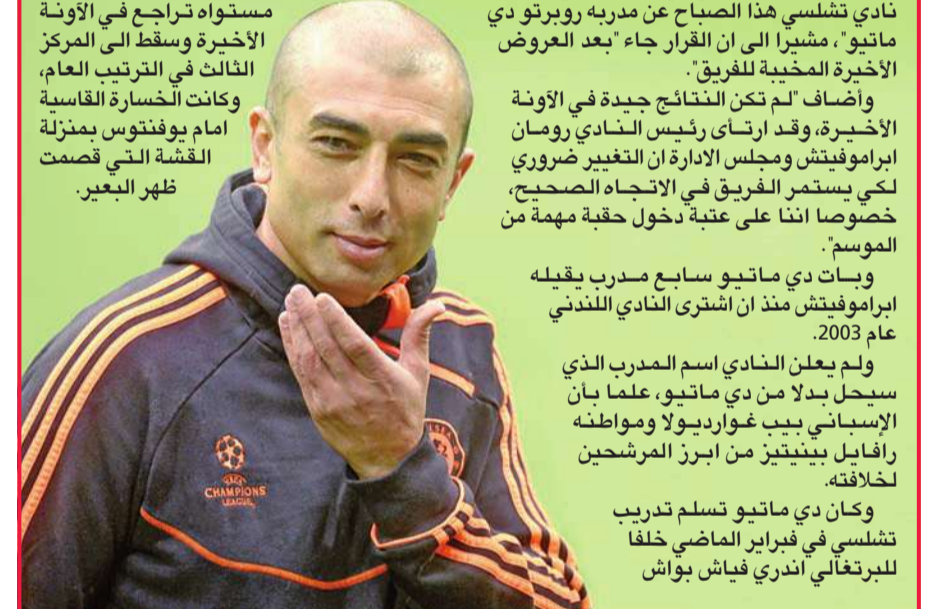 نادي تشلسي هذا الصباح عن مدربه روبرتو دي
ماتيو"، مشيرا الى ان القرار جاء "بعد العروض
الأخيرة المخيبة للفريق".
وأضاف "لم تكن النتائج جيدة في الآونة
الأخيرة، وقد ارتأى رئيس النادي رومان
ابراموفيتش ومجلس الادارة ان التغيير ضروري
لكي يستمر الفريق في الاتجاه الصحيح،
خصوصا اننا على عتبة دخول حقبة مهمة من
الموسم".
وبات دي ماتيو سابع مدرب يقيله
ابراموفيتش منذ ان اشترى النادي اللندني
عام 2003.
ولم يعلن النادي اسم المدرب الذي
سيحل بدلا من دي ماتيو، علما بأن
الإسباني بيب غوارديولا ومواطنه
رافايل بينيتيز من ابرز المرشحين
لخلافته.
وكان دي ماتيو تسلم تدريب
تشلسي في فبراير الماضي خلفا
للبرتغالي اندري فياش بواش
مستواه تراجع في الآونة
الأخيرة وسقط الى المركز
الثالث في الترتيب العام،
وكانت الخسارة القاسية
امام يوفنتوس بمنزلة
القشة التي قصمت
ظهر البعير.
UEFA
CHAMPIONS
LEAGUE